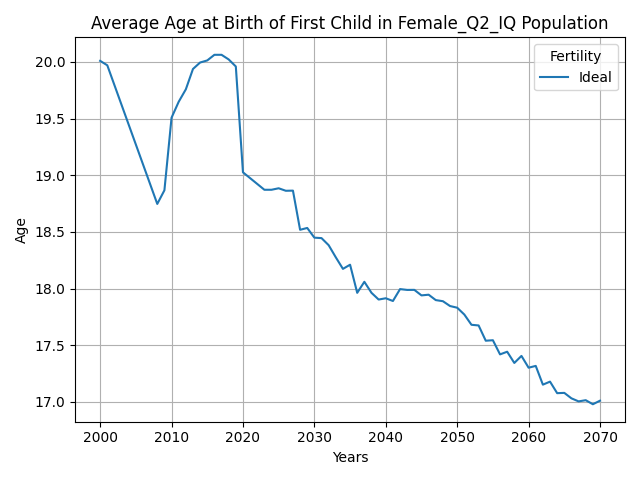 Average Age at Birth of First Child in Female_Q2_IQ Population
Fertility
Ideal
20.0
19.5
19.0
18.5
18.0
17.5
17.0
Age
2000 2010 2020 2030 2040 2050 2060 2070
Years